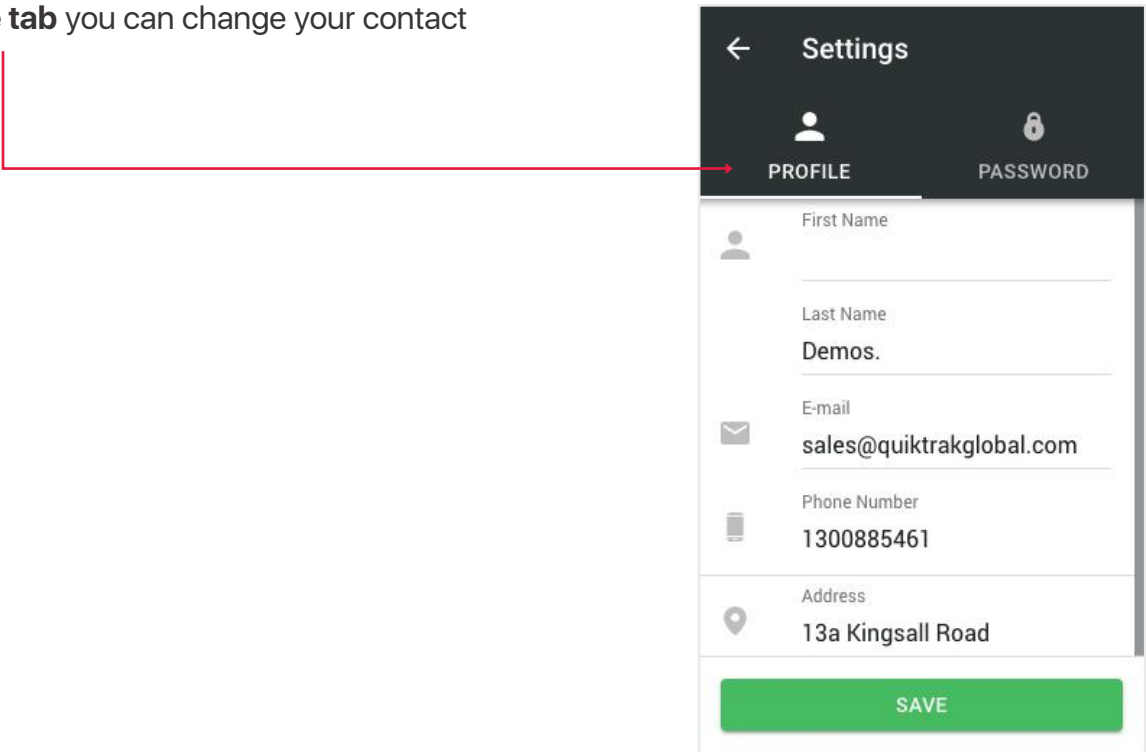 tab you can change your contact
Settings
PROFILE PASSWORD
First Name
Last Name
Demos.
E-mail
sales@quiktrakglobal.com
Phone Number
1300885461
Address
13a Kingsall Road
SAVE